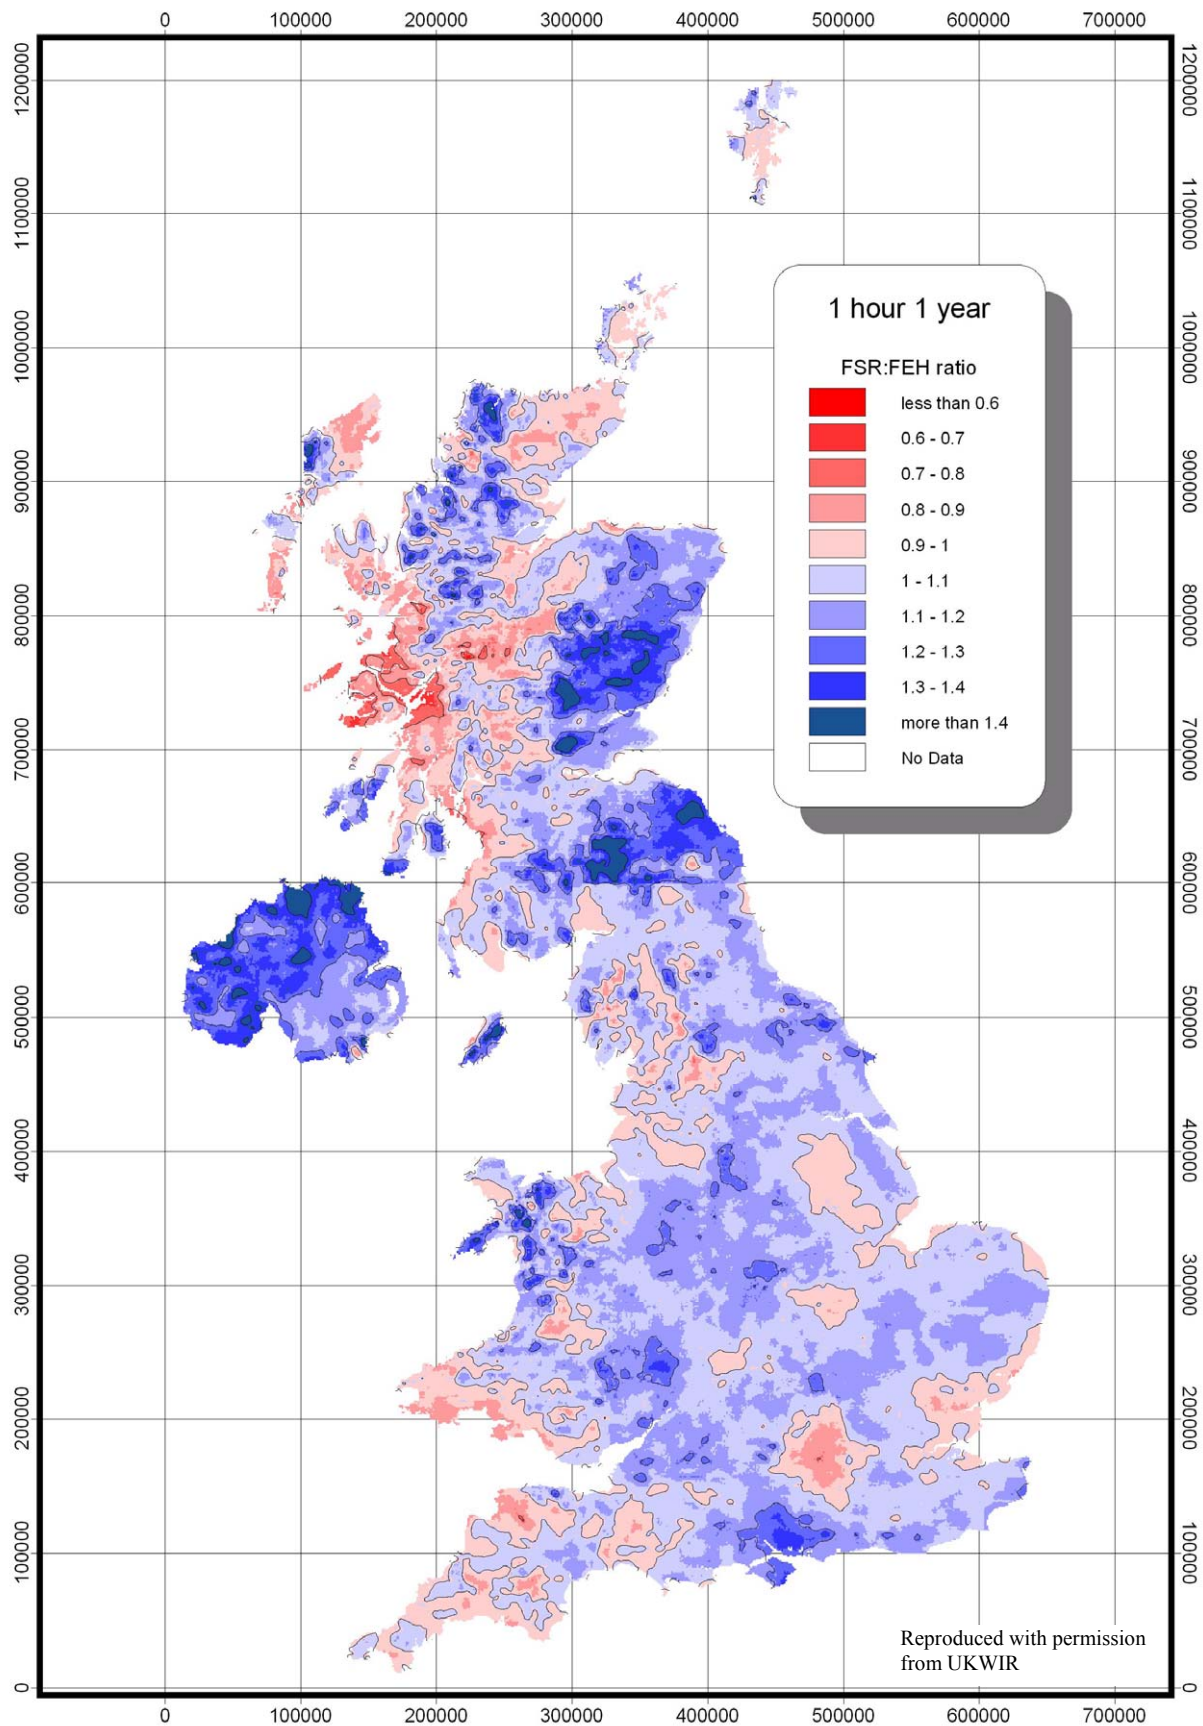 0 100000 200000 300000 400000 500000 600000 700000
1200000 1200000
1100000 1100000
1 hour 1 year
1000000 1000000
FSR:FEH ratio
less than 0.6
0.6 - 0.7
0.7 - 0.8
900000 900000
0.8 - 0.9
0.9 - 1
1 - 1.1
800000 800000
1.1 - 1.2
1.2 - 1.3
1.3 - 1.4
more than 1.4
700000 700000
No Data
600000 600000
500000 500000
400000 400000
300000 300000
200000 200000
100000 100000
Reproduced with permission
from UKWIR
0 0
0 100000 200000 300000 400000 500000 600000 700000